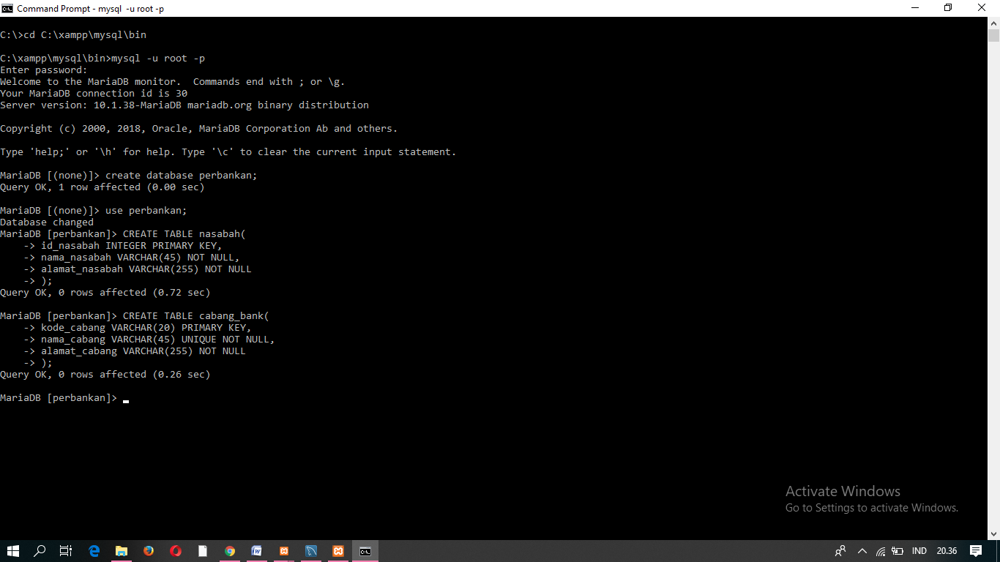 Command Prompt - mysql  -u root -p
C:\>cd C:\xampp\mysql\bin
C:\xampp\mysql\bin>mysql -u root -p
Enter password:
Welcome to the MariaDB monitor.  Commands end with ; or \g.
Your MariaDB connection id is 30
Server version: 10.1.38-MariaDB mariadb.org binary distribution
Copyright (c) 2000, 2018, Oracle, MariaDB Corporation Ab and others.
Type 'help;' or '\h' for help. Type '\c' to clear the current input statement.
MariaDB [(none)]> create database perbankan;
Query OK, 1 row affected (0.00 sec)
MariaDB [(none)]> use perbankan;
Database changed
MariaDB [perbankan]> CREATE TABLE nasabah(
    -> id_nasabah INTEGER PRIMARY KEY,
    -> nama_nasabah VARCHAR(45) NOT NULL,
    -> alamat_nasabah VARCHAR(255) NOT NULL
    -> );
Query OK, 0 rows affected (0.72 sec)
MariaDB [perbankan]> CREATE TABLE cabang_bank(
    -> kode_cabang VARCHAR(20) PRIMARY KEY,
    -> nama_cabang VARCHAR(45) UNIQUE NOT NULL,
    -> alamat_cabang VARCHAR(255) NOT NULL
    -> );
Query OK, 0 rows affected (0.26 sec)
MariaDB [perbankan]>
Activate Windows
Go to Settings to activate Windows.
IND 20.36